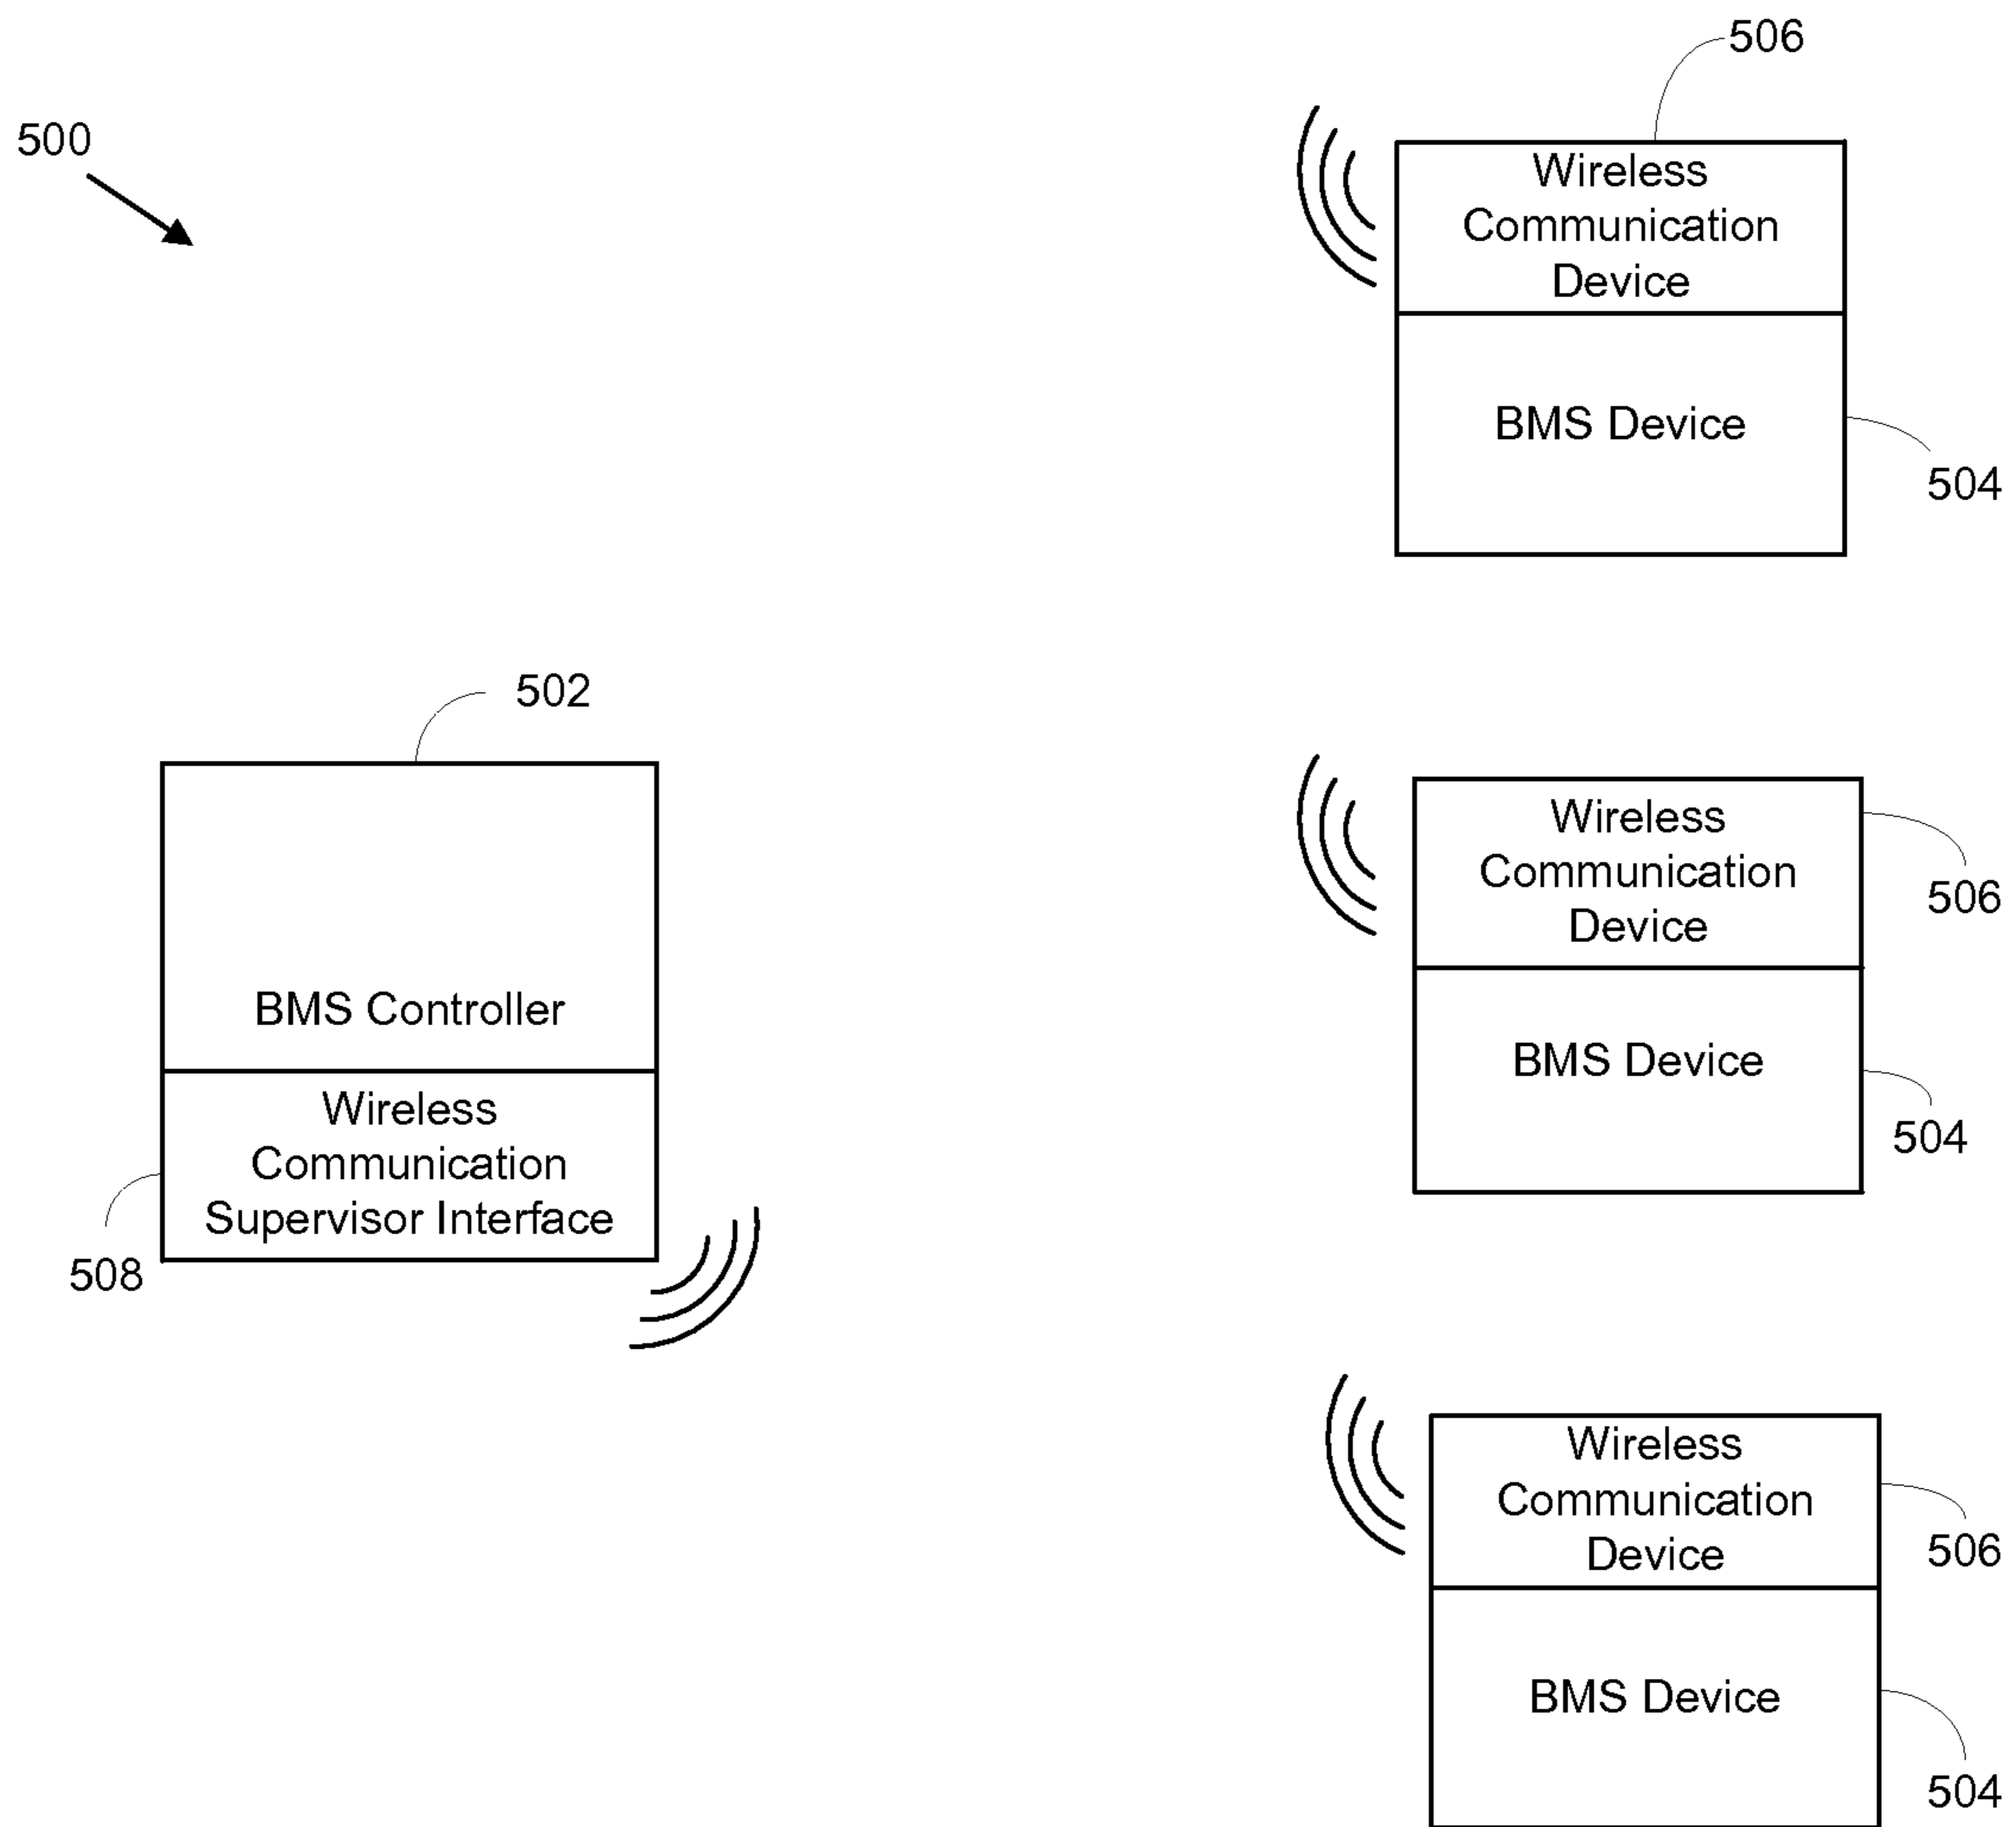 506
500
Wireless
Communication
Device
BMS Device
504
502
BMS Controller
Wireless
Communication
Supervisor Interface
508
Wireless
Communication
Device
506
BMS Device
504
Wireless
Communication
Device
506
BMS Device
504